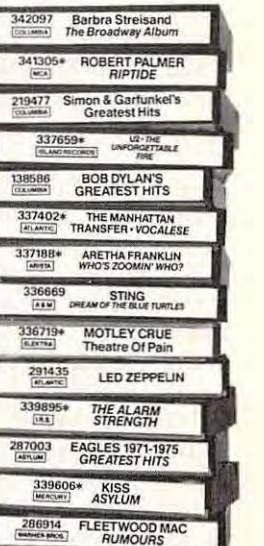 342097 Barbra Streisand
COLUMBIA The Broadway Album
341305* ROBERT PALMER
MCA RIPTIDE
219477 Simon & Garfunkel's
COLUMBIA Greatest Hits
337659* U2 - THE
ISLAND RECORDS UNFORGETTABLE
FIRE
138586 BOB DYLAN'S
COLUMBIA GREATEST HITS
337402* THE MANHATTAN
ATLANTIC TRANSFER • VOCALESE
337188* ARETHA FRANKLIN
ARISTA WHO'S ZOOMIN' WHO?
336669 STING
A&M DREAM OF THE BLUE TURTLES
336719* MOTLEY CRUE
ELEKTRA Theatre Of Pain
291435 LED ZEPPELIN
ATLANTIC
339895* THE ALARM
I.R.S. STRENGTH
287003 EAGLES 1971-1975
ASYLUM GREATEST HITS
339606* KISS
MERCURY ASYLUM
286914 FLEETWOOD MAC
WARNER BROS. RUMOURS